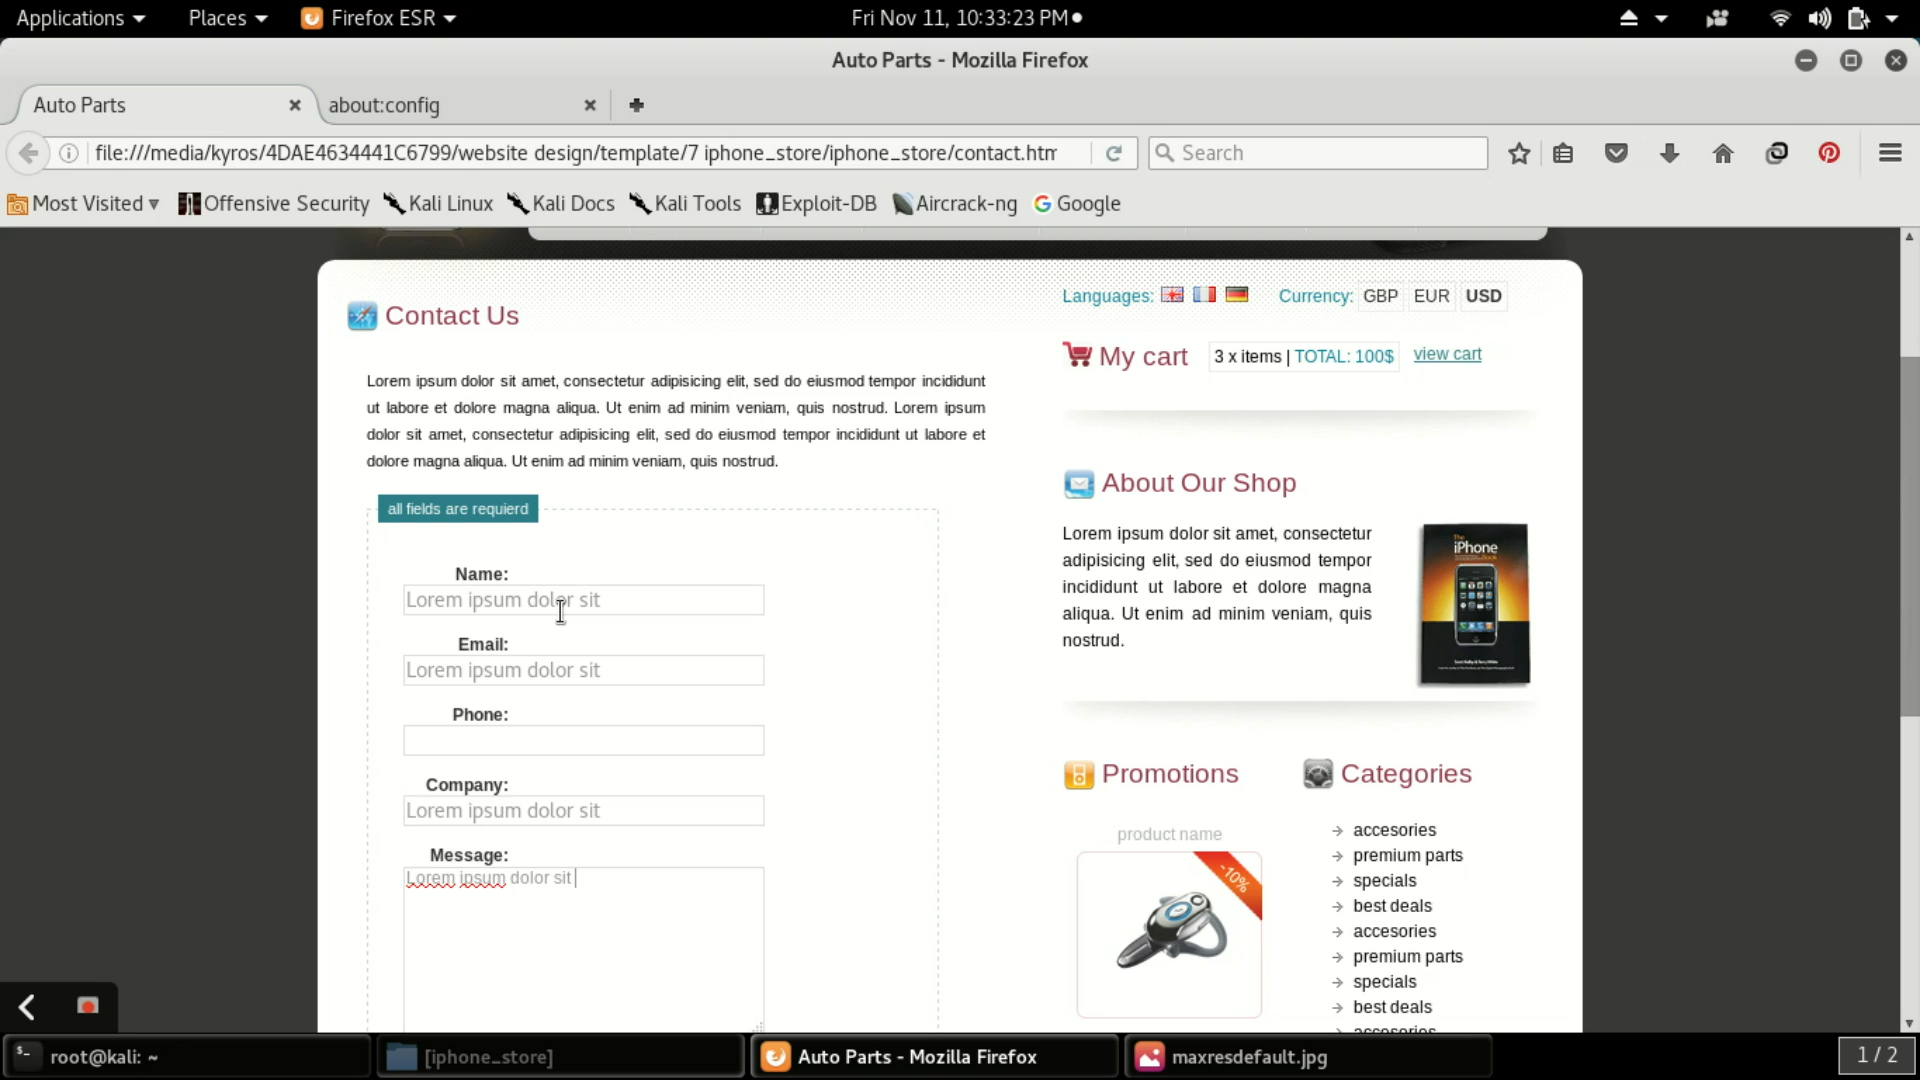 Applications Places Firefox ESR Fri Nov 11, 10:33:23 PM
Auto Parts - Mozilla Firefox
Auto Parts about:config
file:///media/kyros/4DAE4634441C6799/website design/template/7 iphone_store/iphone_store/contact.htm Search
Most Visited Offensive Security Kali Linux Kali Docs Kali Tools Exploit-DB Aircrack-ng Google
Contact Us
Lorem ipsum dolor sit amet, consectetur adipisicing elit, sed do eiusmod tempor incididunt
ut labore et dolore magna aliqua. Ut enim ad minim veniam, quis nostrud. Lorem ipsum
dolor sit amet, consectetur adipisicing elit, sed do eiusmod tempor incididunt ut labore et
dolore magna aliqua. Ut enim ad minim veniam, quis nostrud.
all fields are requierd
Name:
Lorem ipsum dolor sit
Email:
Lorem ipsum dolor sit
Phone:
Company:
Lorem ipsum dolor sit
Message:
Lorem ipsum dolor sit
Languages: Currency: GBP EUR USD
My cart 3 x items | TOTAL: 100$ view cart
About Our Shop
Lorem ipsum dolor sit amet, consectetur
adipisicing elit, sed do eiusmod tempor
incididunt ut labore et dolore magna
aliqua. Ut enim ad minim veniam, quis
nostrud.
The
iPhone
Promotions
product name
-10%
Categories
accesories
premium parts
specials
best deals
accesories
premium parts
specials
best deals
accesories
root@kali: ~ [iphone_store] Auto Parts - Mozilla Firefox maxresdefault.jpg 1 / 2